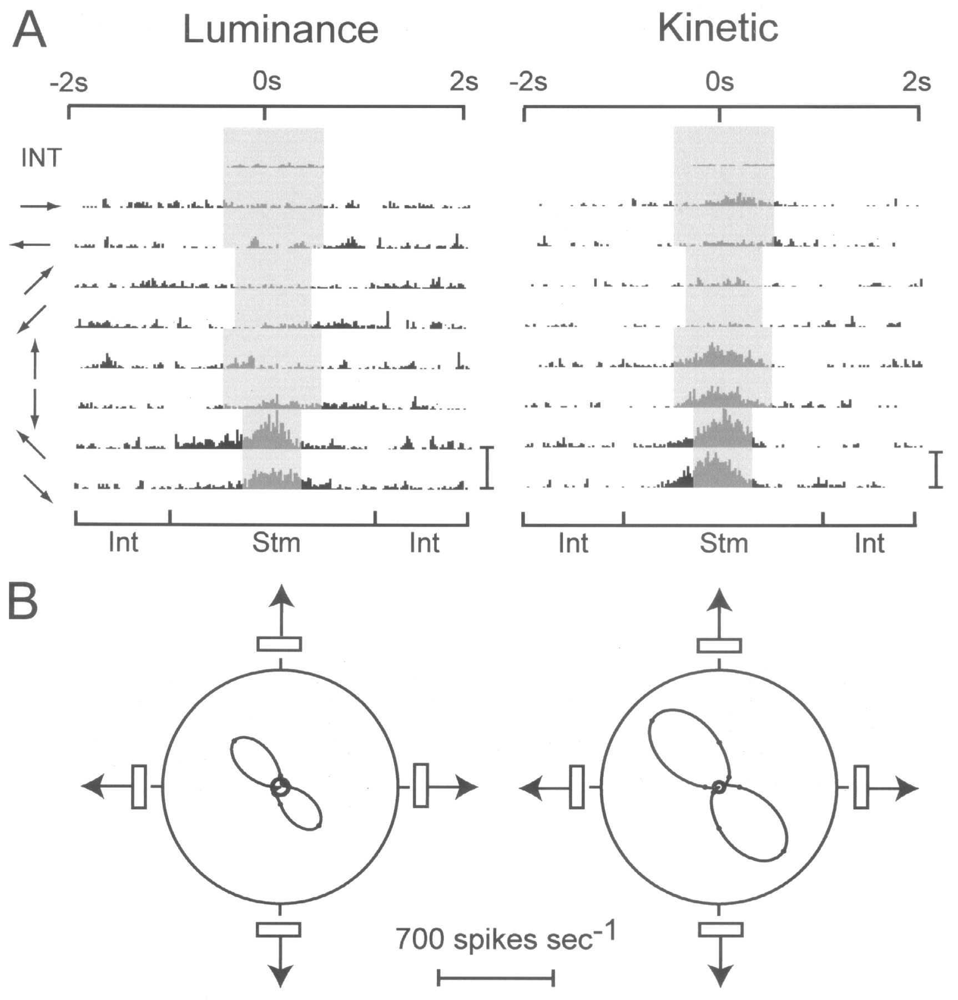 A
Luminance
Kinetic
-2s 0s 2s
-2s 0s 2s
INT
Int Stm Int
Int Stm Int
B
700 spikes sec-1